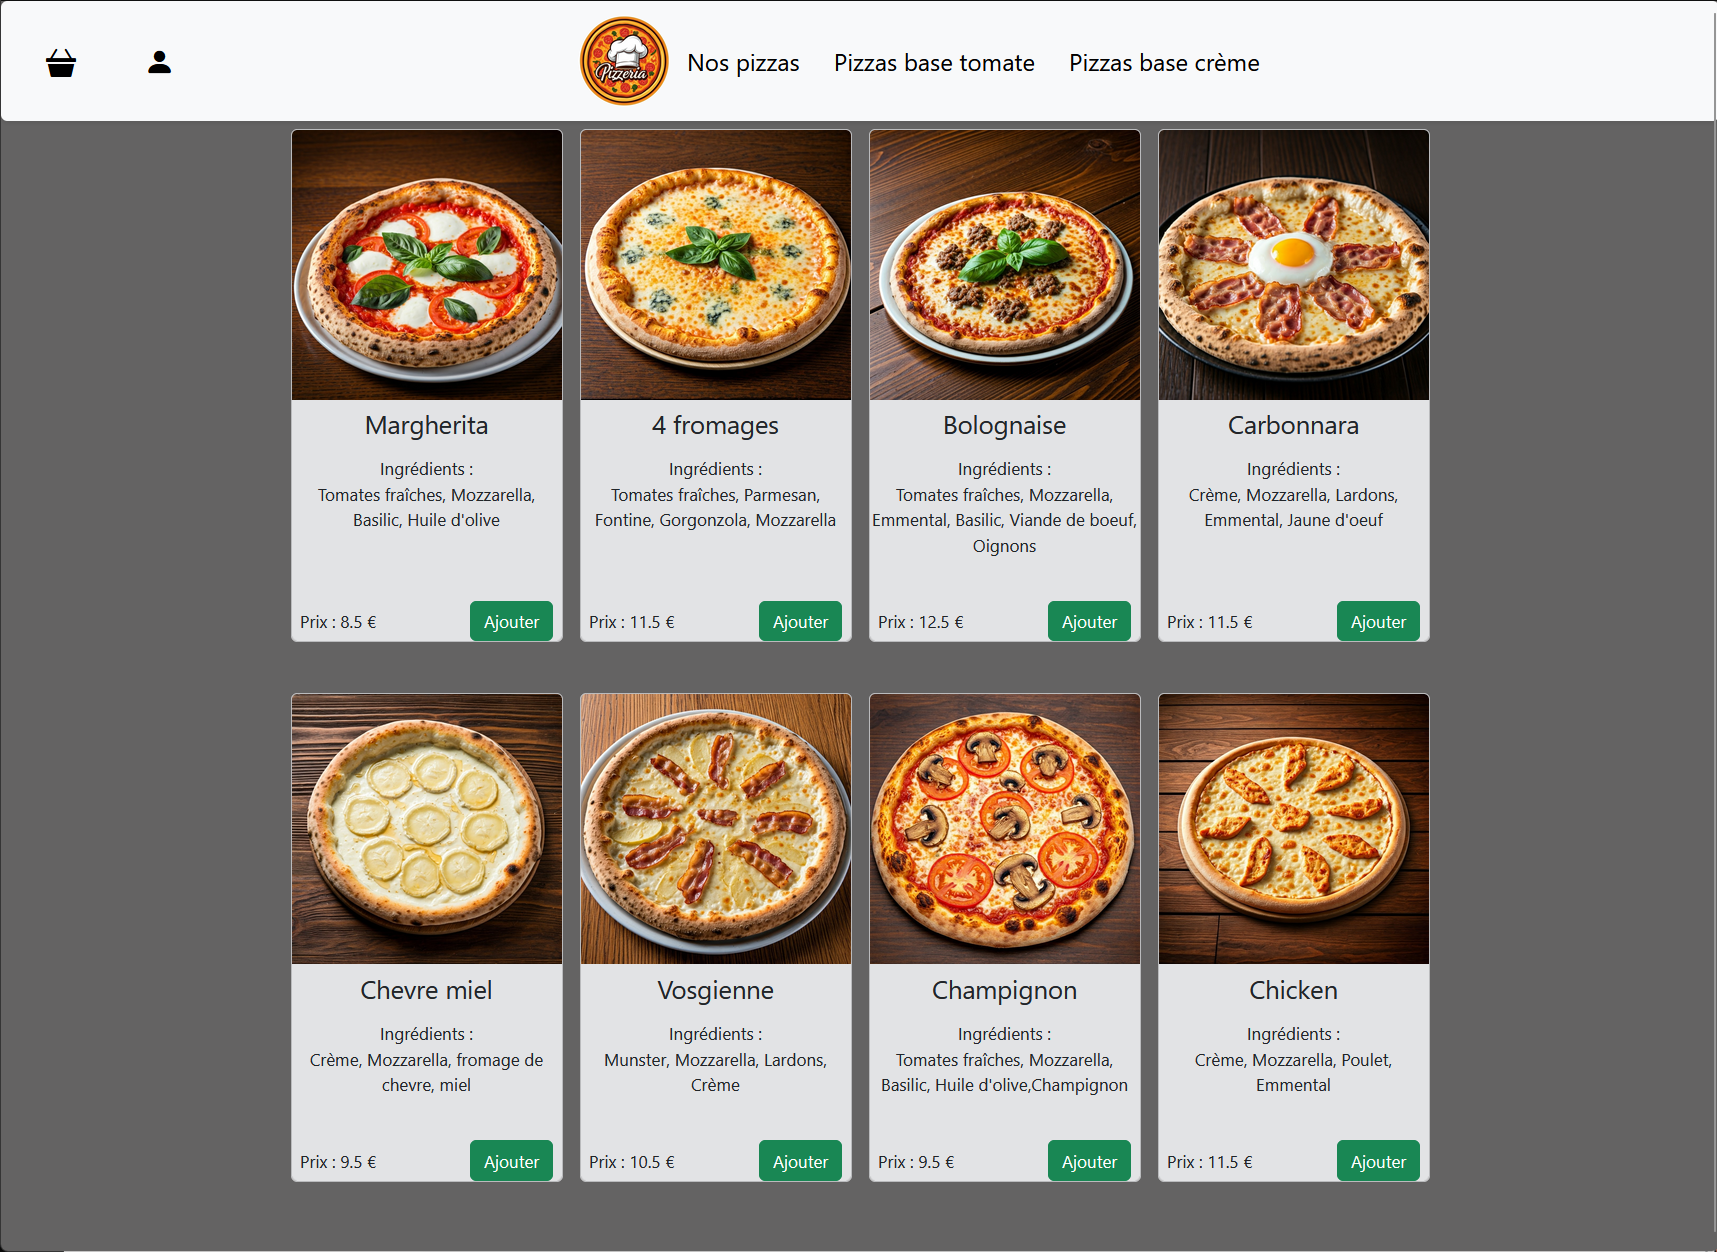 Pizzeria
Nos pizzas
Pizzas base tomate
Pizzas base crème
Margherita
Ingrédients :
Tomates fraîches, Mozzarella,
Basilic, Huile d'olive
Prix : 8.5 €
Ajouter
4 fromages
Ingrédients :
Tomates fraîches, Parmesan,
Fontine, Gorgonzola, Mozzarella
Prix : 11.5 €
Ajouter
Bolognaise
Ingrédients :
Tomates fraîches, Mozzarella,
Emmental, Basilic, Viande de boeuf,
Oignons
Prix : 12.5 €
Ajouter
Carbonnara
Ingrédients :
Crème, Mozzarella, Lardons,
Emmental, Jaune d'oeuf
Prix : 11.5 €
Ajouter
Chevre miel
Ingrédients :
Crème, Mozzarella, fromage de
chevre, miel
Prix : 9.5 €
Ajouter
Vosgienne
Ingrédients :
Munster, Mozzarella, Lardons,
Crème
Prix : 10.5 €
Ajouter
Champignon
Ingrédients :
Tomates fraîches, Mozzarella,
Basilic, Huile d'olive,Champignon
Prix : 9.5 €
Ajouter
Chicken
Ingrédients :
Crème, Mozzarella, Poulet,
Emmental
Prix : 11.5 €
Ajouter